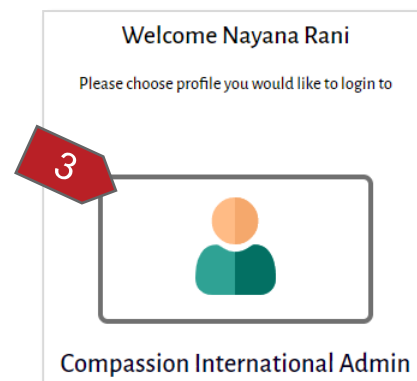 Welcome Nayana Rani
Please choose profile you would like to login to
3
Compassion International Admin